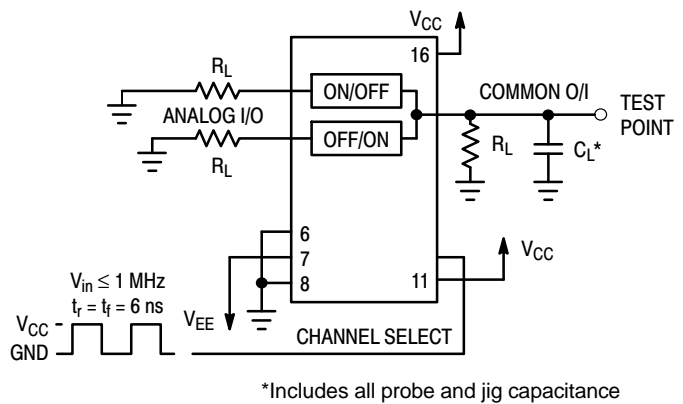 VCC
16
RL
ON/OFF
COMMON O/I
TEST
POINT
ANALOG I/O
OFF/ON
RL
RL
CL*
6
7
8
11
VCC
Vin ≤ 1 MHz
tr = tf = 6 ns
VCC
GND
VEE
CHANNEL SELECT
*Includes all probe and jig capacitance